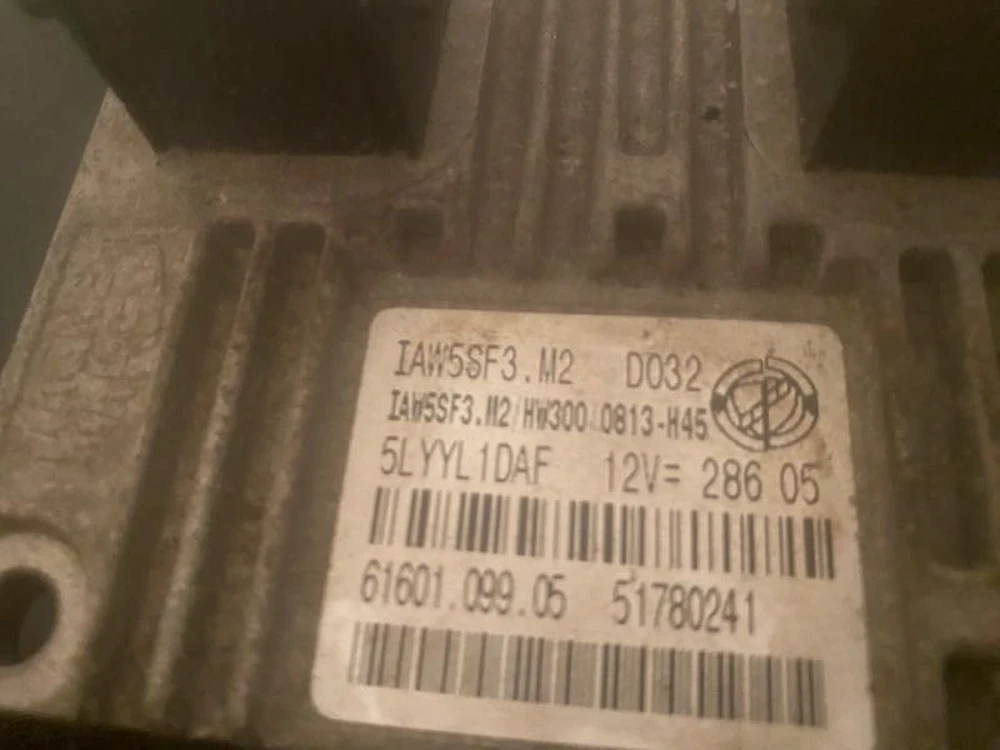 IAW5SF3.M2 D032
IAW5SF3.M2/HW300 0813-H45
5LYYL1DAF 12V= 286 05
61601.099.05 51780241